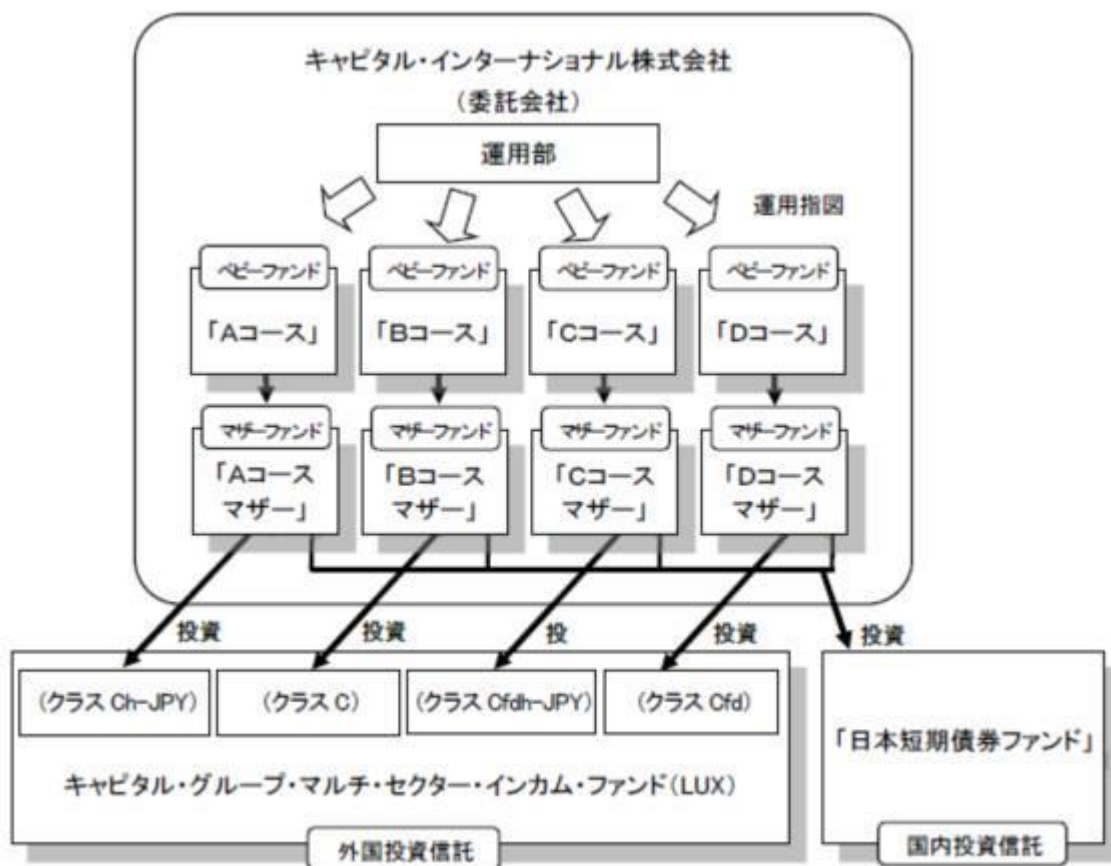 キャピタル・インターナショナル株式会社
(委託会社)
運用部
運用指図
ベビーファンド
ベビーファンド
ベビーファンド
ベビーファンド
「Aコース」
「Bコース」
「Cコース」
「Dコース」
マザーファンド
マザーファンド
マザーファンド
マザーファンド
「Aコース
マザー」
「Bコース
マザー」
「Cコース
マザー」
「Dコース
マザー」
投資
投資
投
投資
投資
(クラス Ch-JPY)
(クラス C)
(クラス Cfdh-JPY)
(クラス Cfd)
キャピタル・グループ・マルチ・セクター・インカム・ファンド(LUX)
外国投資信託
「日本短期債券ファンド」
国内投資信託